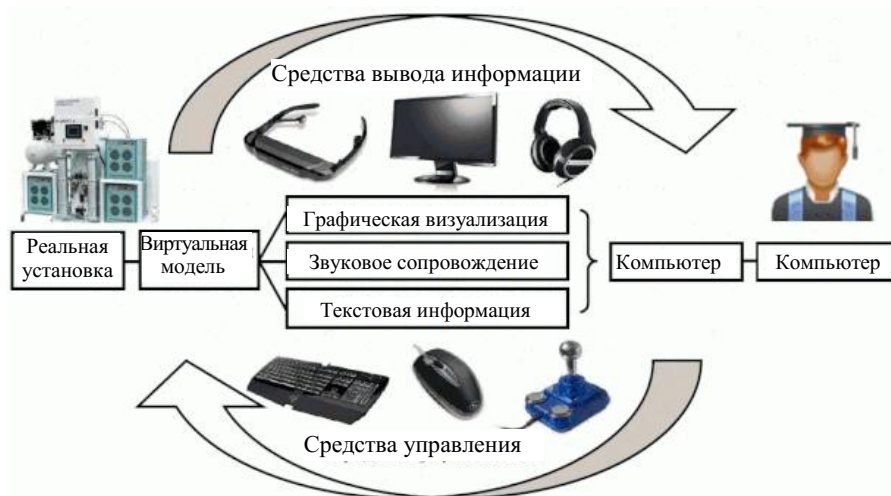 Средства вывода информации
Графическая визуализация
Реальная
установка
Виртуальная
модель
Звуковое сопровождение
Компьютер
Компьютер
Текстовая информация
Средства управления